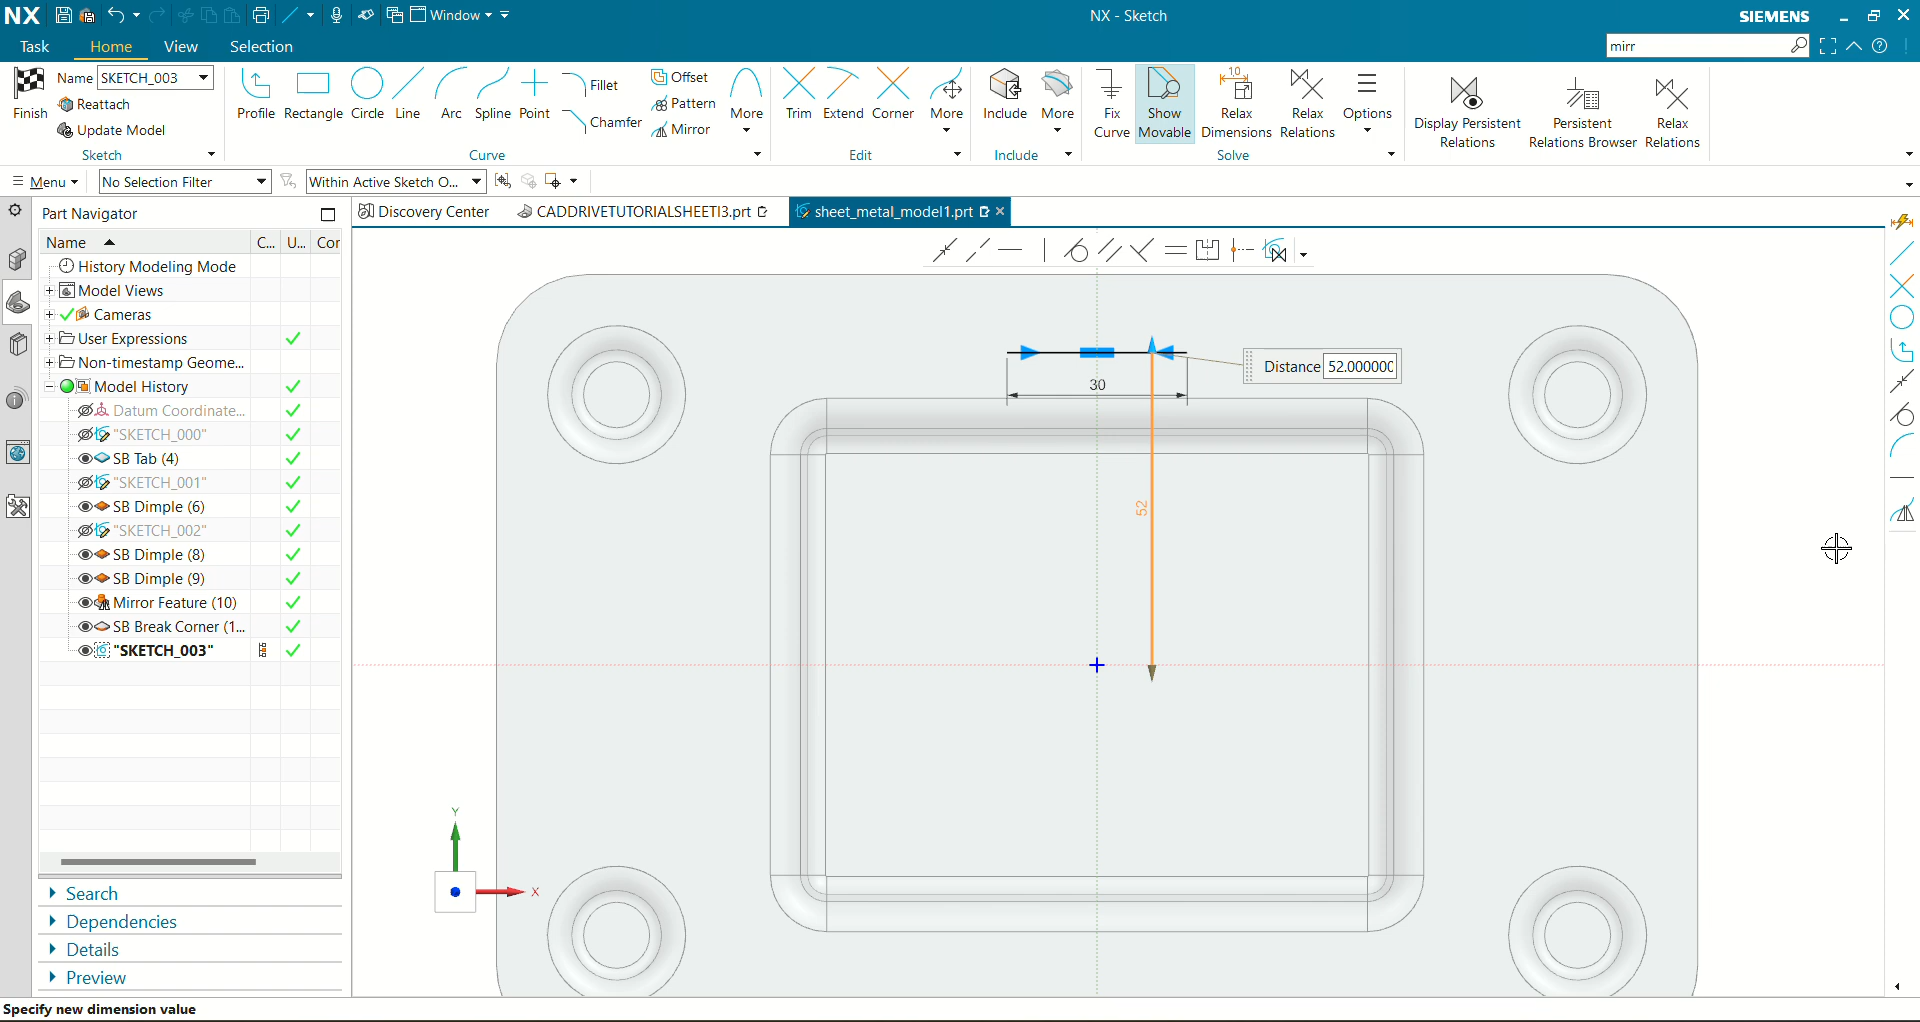 NX
Window
NX - Sketch
SIEMENS
Task
Home
View
Selection
mirr
Name SKETCH_003
Reattach
Update Model
Finish
Sketch
Profile
Rectangle
Circle
Line
Arc
Spline
Point
Fillet
Chamfer
Offset
Pattern
Mirror
More
Curve
Trim
Extend
Corner
More
Edit
Include
More
Include
Fix
Curve
Show
Movable
1,0
Relax
Dimensions
Relax
Relations
Options
Solve
Display Persistent
Relations
Persistent
Relations Browser
Relax
Relations
Menu
No Selection Filter
Within Active Sketch O...
Part Navigator
Discovery Center
CADDRIVETUTORIALSHEETI3.prt
sheet_metal_model1.prt
Name
C...
U...
Cor
History Modeling Mode
Model Views
Cameras
User Expressions
Non-timestamp Geome...
Model History
Datum Coordinate...
"SKETCH_000"
SB Tab (4)
"SKETCH_001"
SB Dimple (6)
"SKETCH_002"
SB Dimple (8)
SB Dimple (9)
Mirror Feature (10)
SB Break Corner (1...
"SKETCH_003"
Search
Dependencies
Details
Preview
30
Distance 52.00000(
52
Y
X
Specify new dimension value